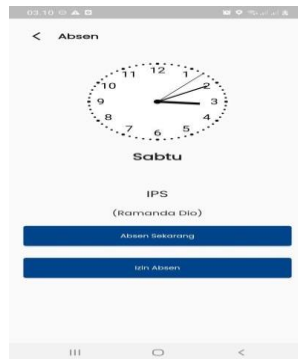 03.10
< Absen
12
11 1
10 2
9 3
8 4
7 5
6
Sabtu
IPS
(Ramanda Dio)
Absen Sekarang
Izin Absen